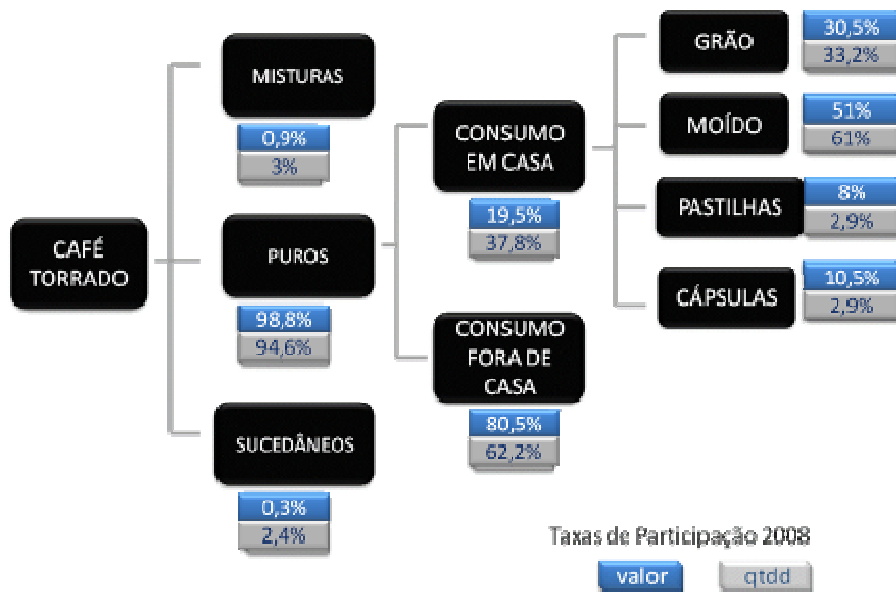 CAFÉ
TORRADO
MISTURAS
0,9%
3%
PUROS
98,8%
94,6%
SUCEDÂNEOS
0,3%
2,4%
CONSUMO
EM CASA
19,5%
37,8%
CONSUMO
FORA DE
CASA
80,5%
62,2%
GRÃO
30,5%
33,2%
MOÍDO
51%
61%
PASTILHAS
8%
2,9%
CÁPSULAS
10,5%
2,9%
Taxas de Participação 2008
valor
qtdd